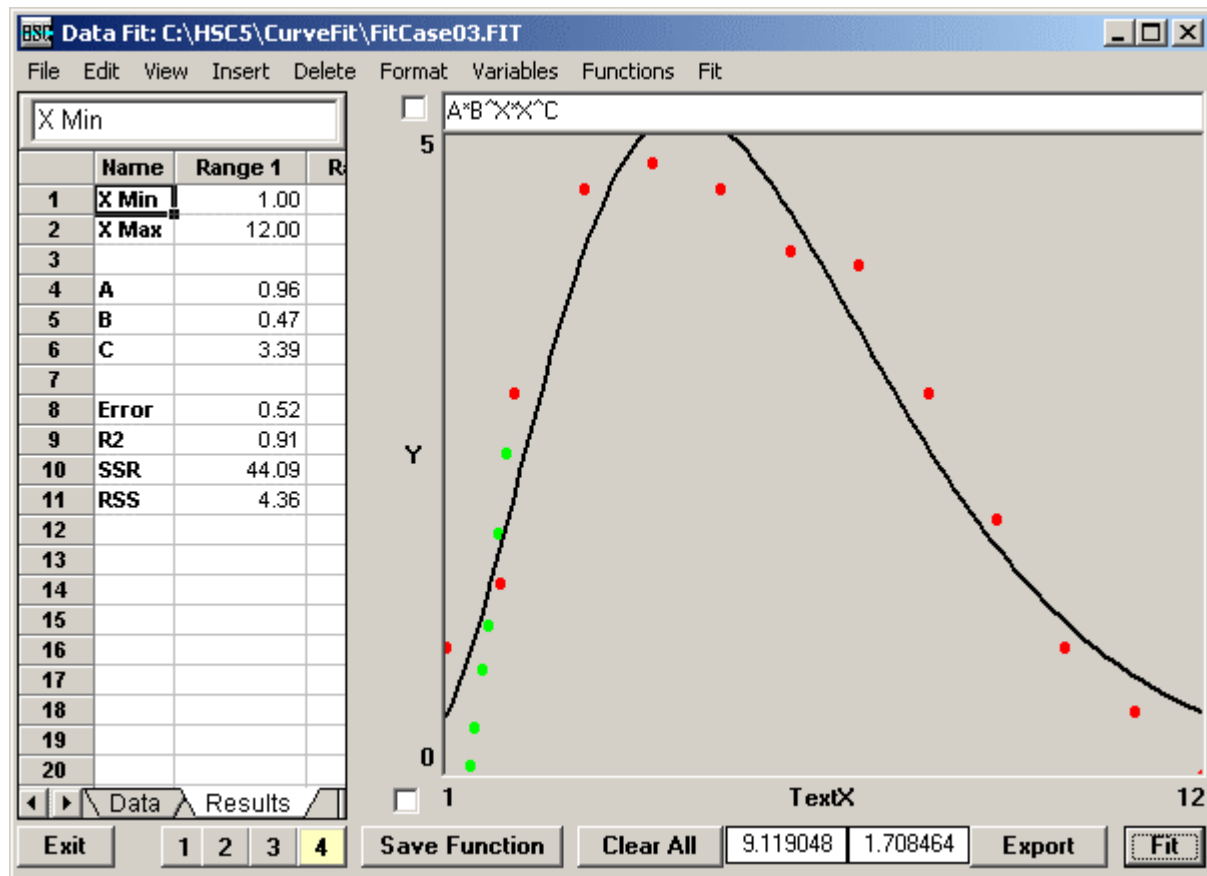 HSC Data Fit: C:\HSC5\CurveFit\FitCase03.FIT
File Edit View Insert Delete Format Variables Functions Fit
X Min
A*B^X*X^C
Name Range 1
1 X Min 1.00
2 X Max 12.00
3
4 A 0.96
5 B 0.47
6 C 3.39
7
8 Error 0.52
9 R2 0.91
10 SSR 44.09
11 RSS 4.36
12
13
14
15
16
17
18
19
20
5
Y
0
1 TextX 12
Data Results
Exit 1 2 3 4 Save Function Clear All 9.119048 1.708464 Export Fit